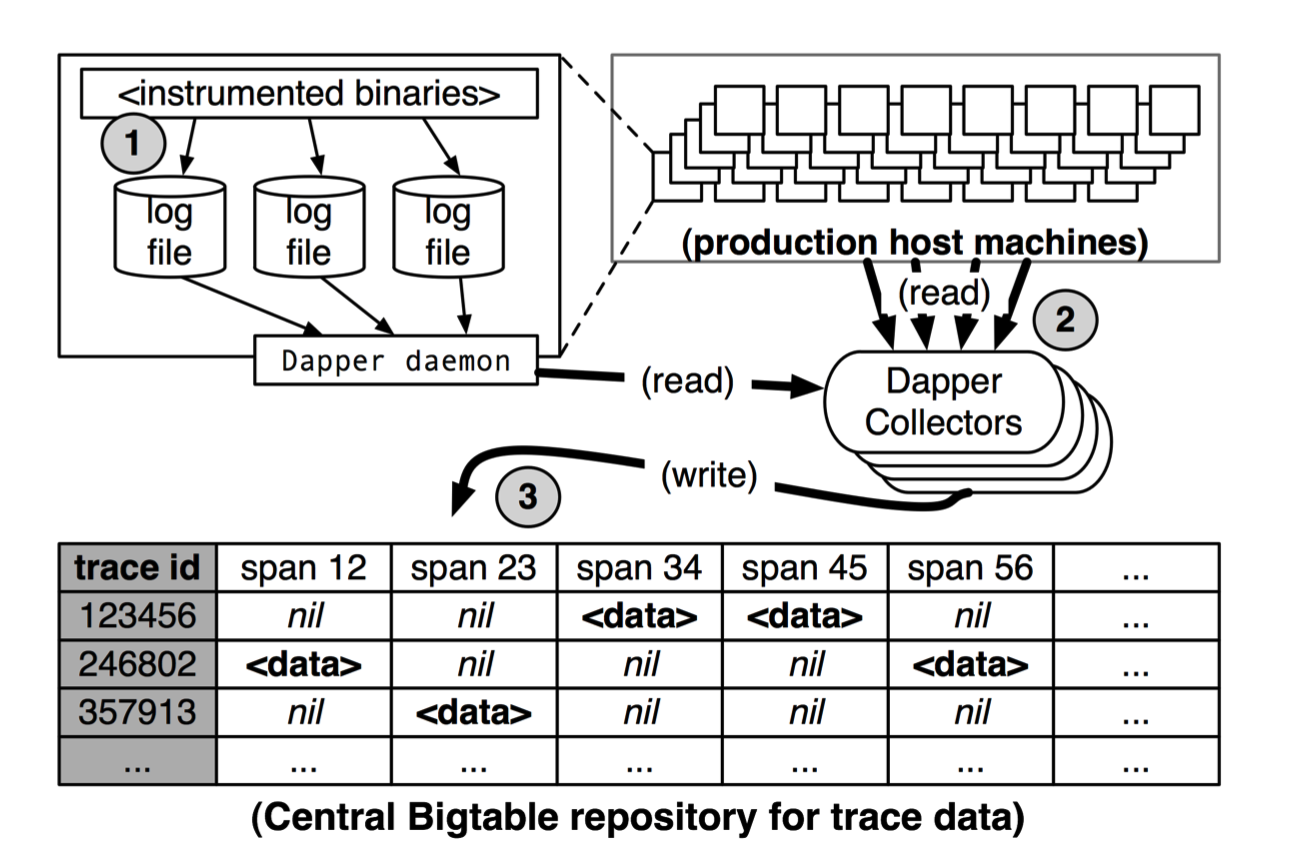 <instrumented binaries>
1
log file
log file
log file
Dapper daemon
(production host machines)
(read)
2
(read)
Dapper
Collectors
(write)
3
trace id span 12 span 23 span 34 span 45 span 56 ...
123456 nil nil <data> <data> nil ...
246802 <data> nil nil nil <data> ...
357913 nil <data> nil nil nil ...
... ... ... ... ... ... ...
(Central Bigtable repository for trace data)